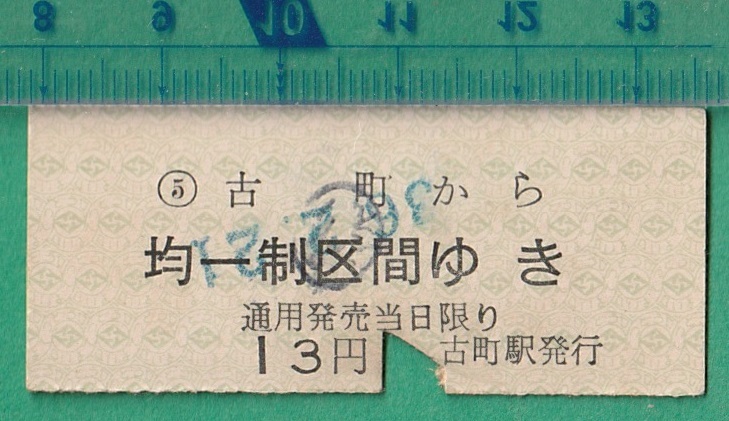 8 9 10 11 12 13
⑤ 古町から
均一制区間ゆき
通用発売当日限り
13円 古町駅発行